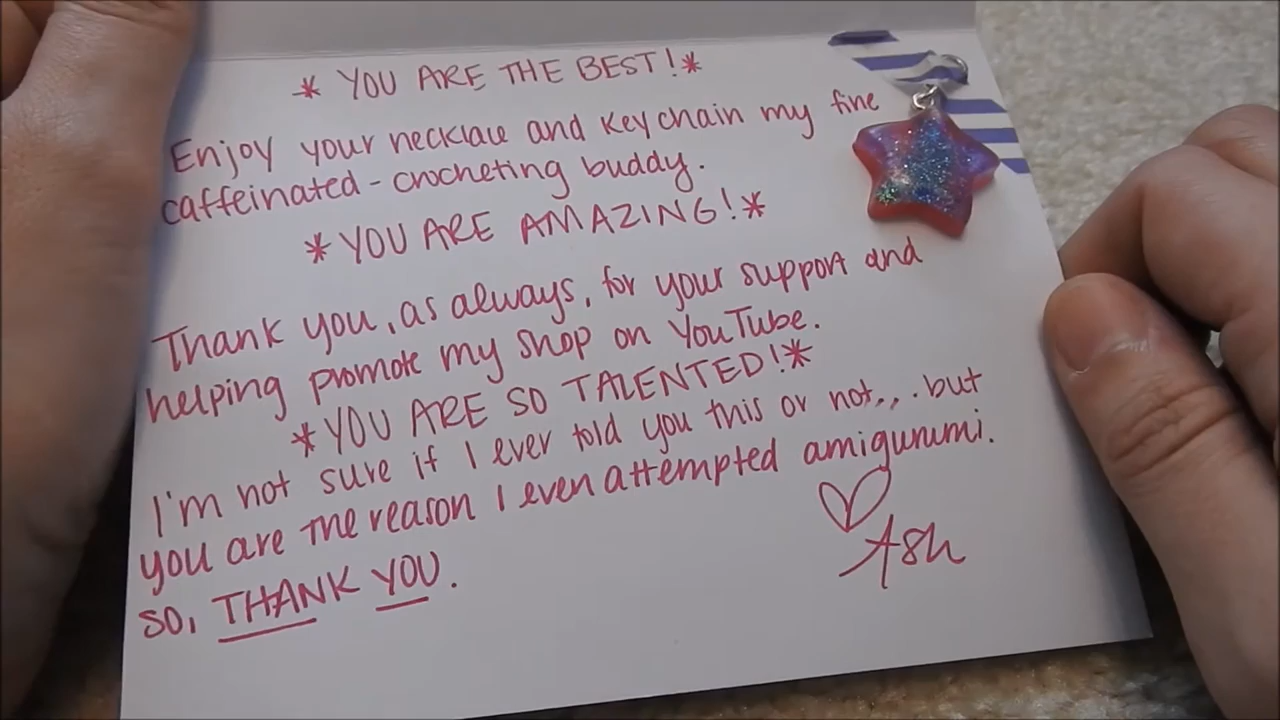 * YOU ARE THE BEST!*
Enjoy your necklace and keychain my fine
caffeinated-crocheting buddy.
*YOU ARE AMAZING!*
Thank you, as always, for your support and
helping promote my shop on YouTube.
*YOU ARE SO TALENTED!*
I'm not sure if I ever told you this or not... but
you are the reason I even attempted amigurumi.
so, THANK YOU.
♡ Ash